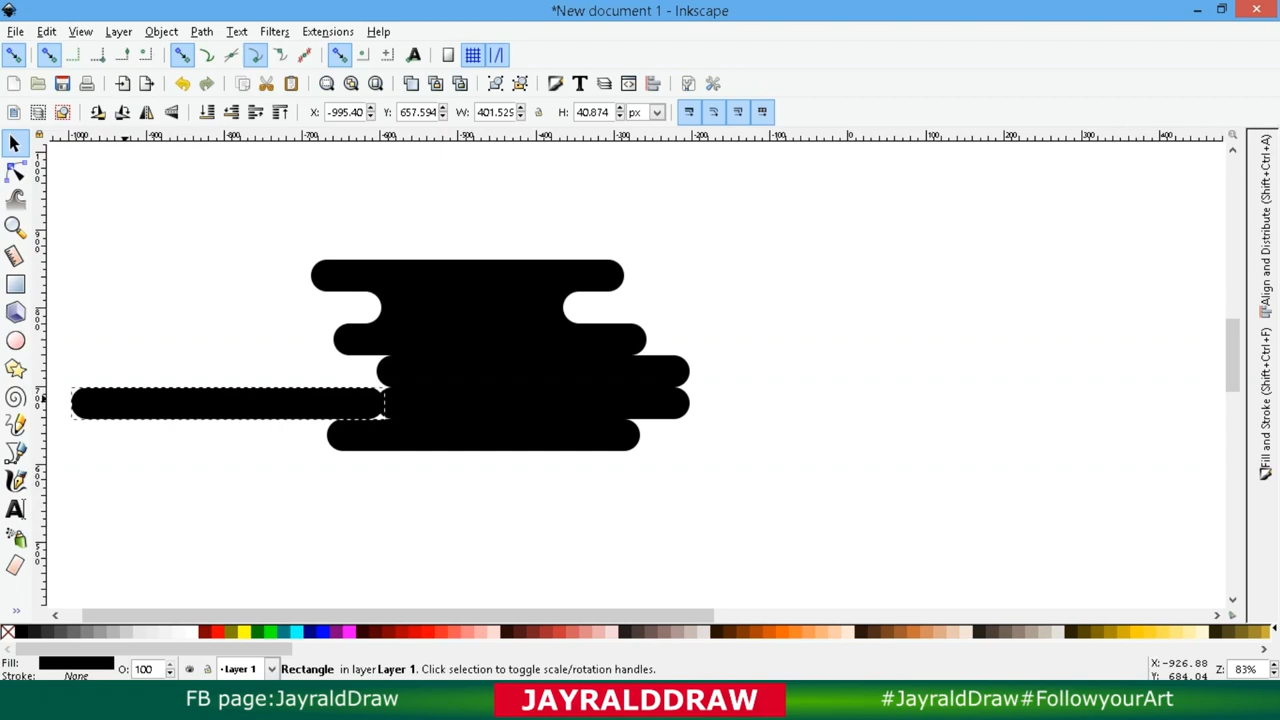 *New document 1 - Inkscape
File Edit View Layer Object Path Text Filters Extensions Help
X: -995.40 Y: 657.594 W: 401.525 H: 40.874 px
Align and Distribute (Shift+Ctrl+A)
Fill and Stroke (Shift+Ctrl+F)
Fill: O: 100 Layer 1 Rectangle in layer Layer 1. Click selection to toggle scale/rotation handles. X: -926.88 Z: 83%
Stroke: None Y: 684.04
FB page:JayraldDraw JAYRALDDRAW #JayraldDraw#FollowyourArt